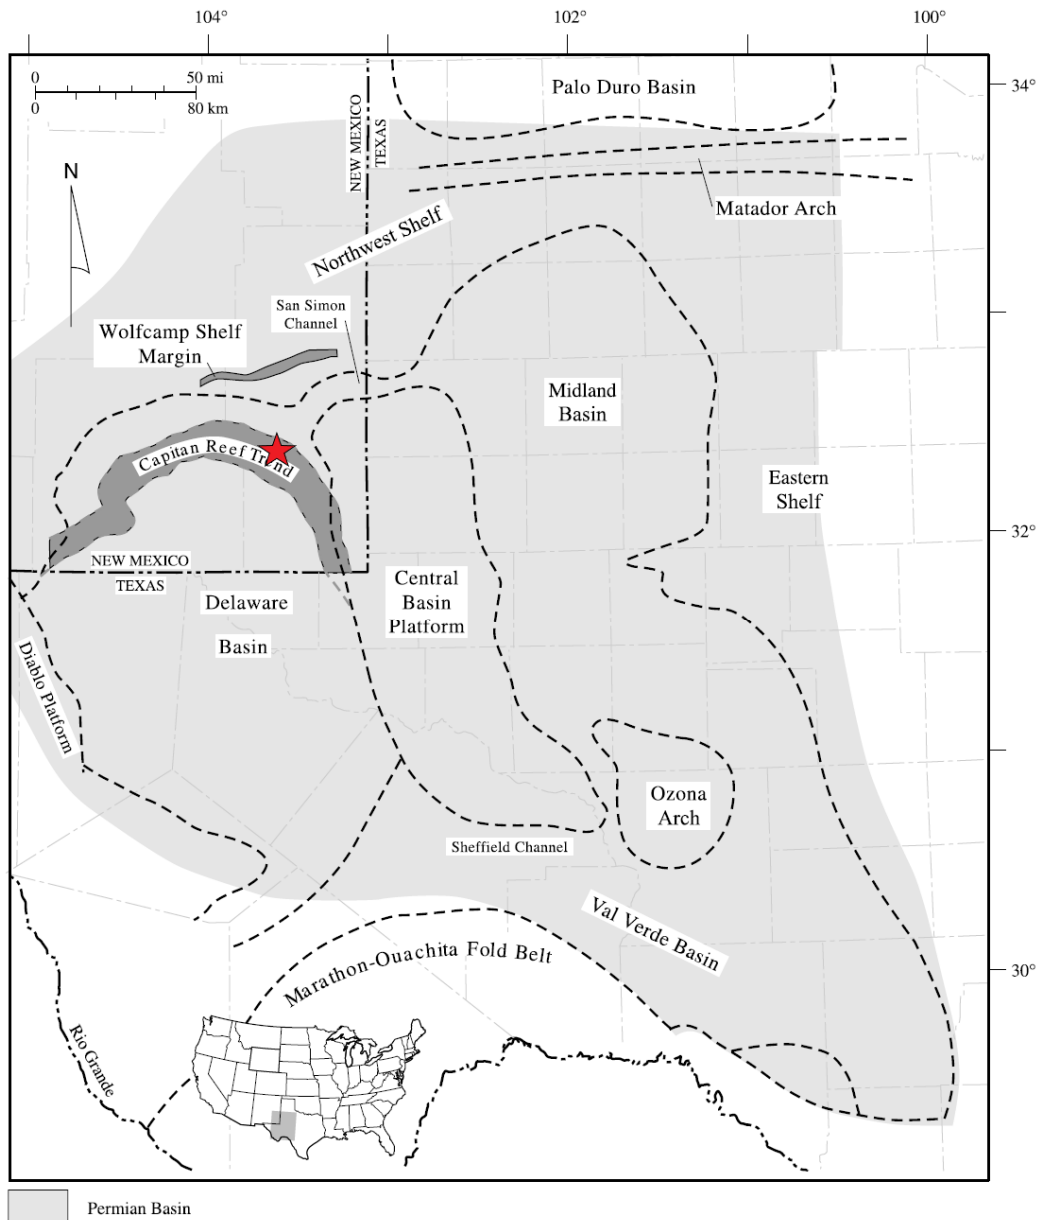 104°
102°
100°
0 50 mi
0 80 km
34°
32°
30°
N
NEW MEXICO
TEXAS
Palo Duro Basin
Matador Arch
Northwest Shelf
San Simon
Channel
Wolfcamp Shelf
Margin
Midland
Basin
Capitan Reef Trend
Eastern
Shelf
NEW MEXICO
TEXAS
Central
Basin
Platform
Delaware
Basin
Diablo Platform
Ozona
Arch
Sheffield Channel
Val Verde Basin
Marathon-Ouachita Fold Belt
Rio Grande
Permian Basin